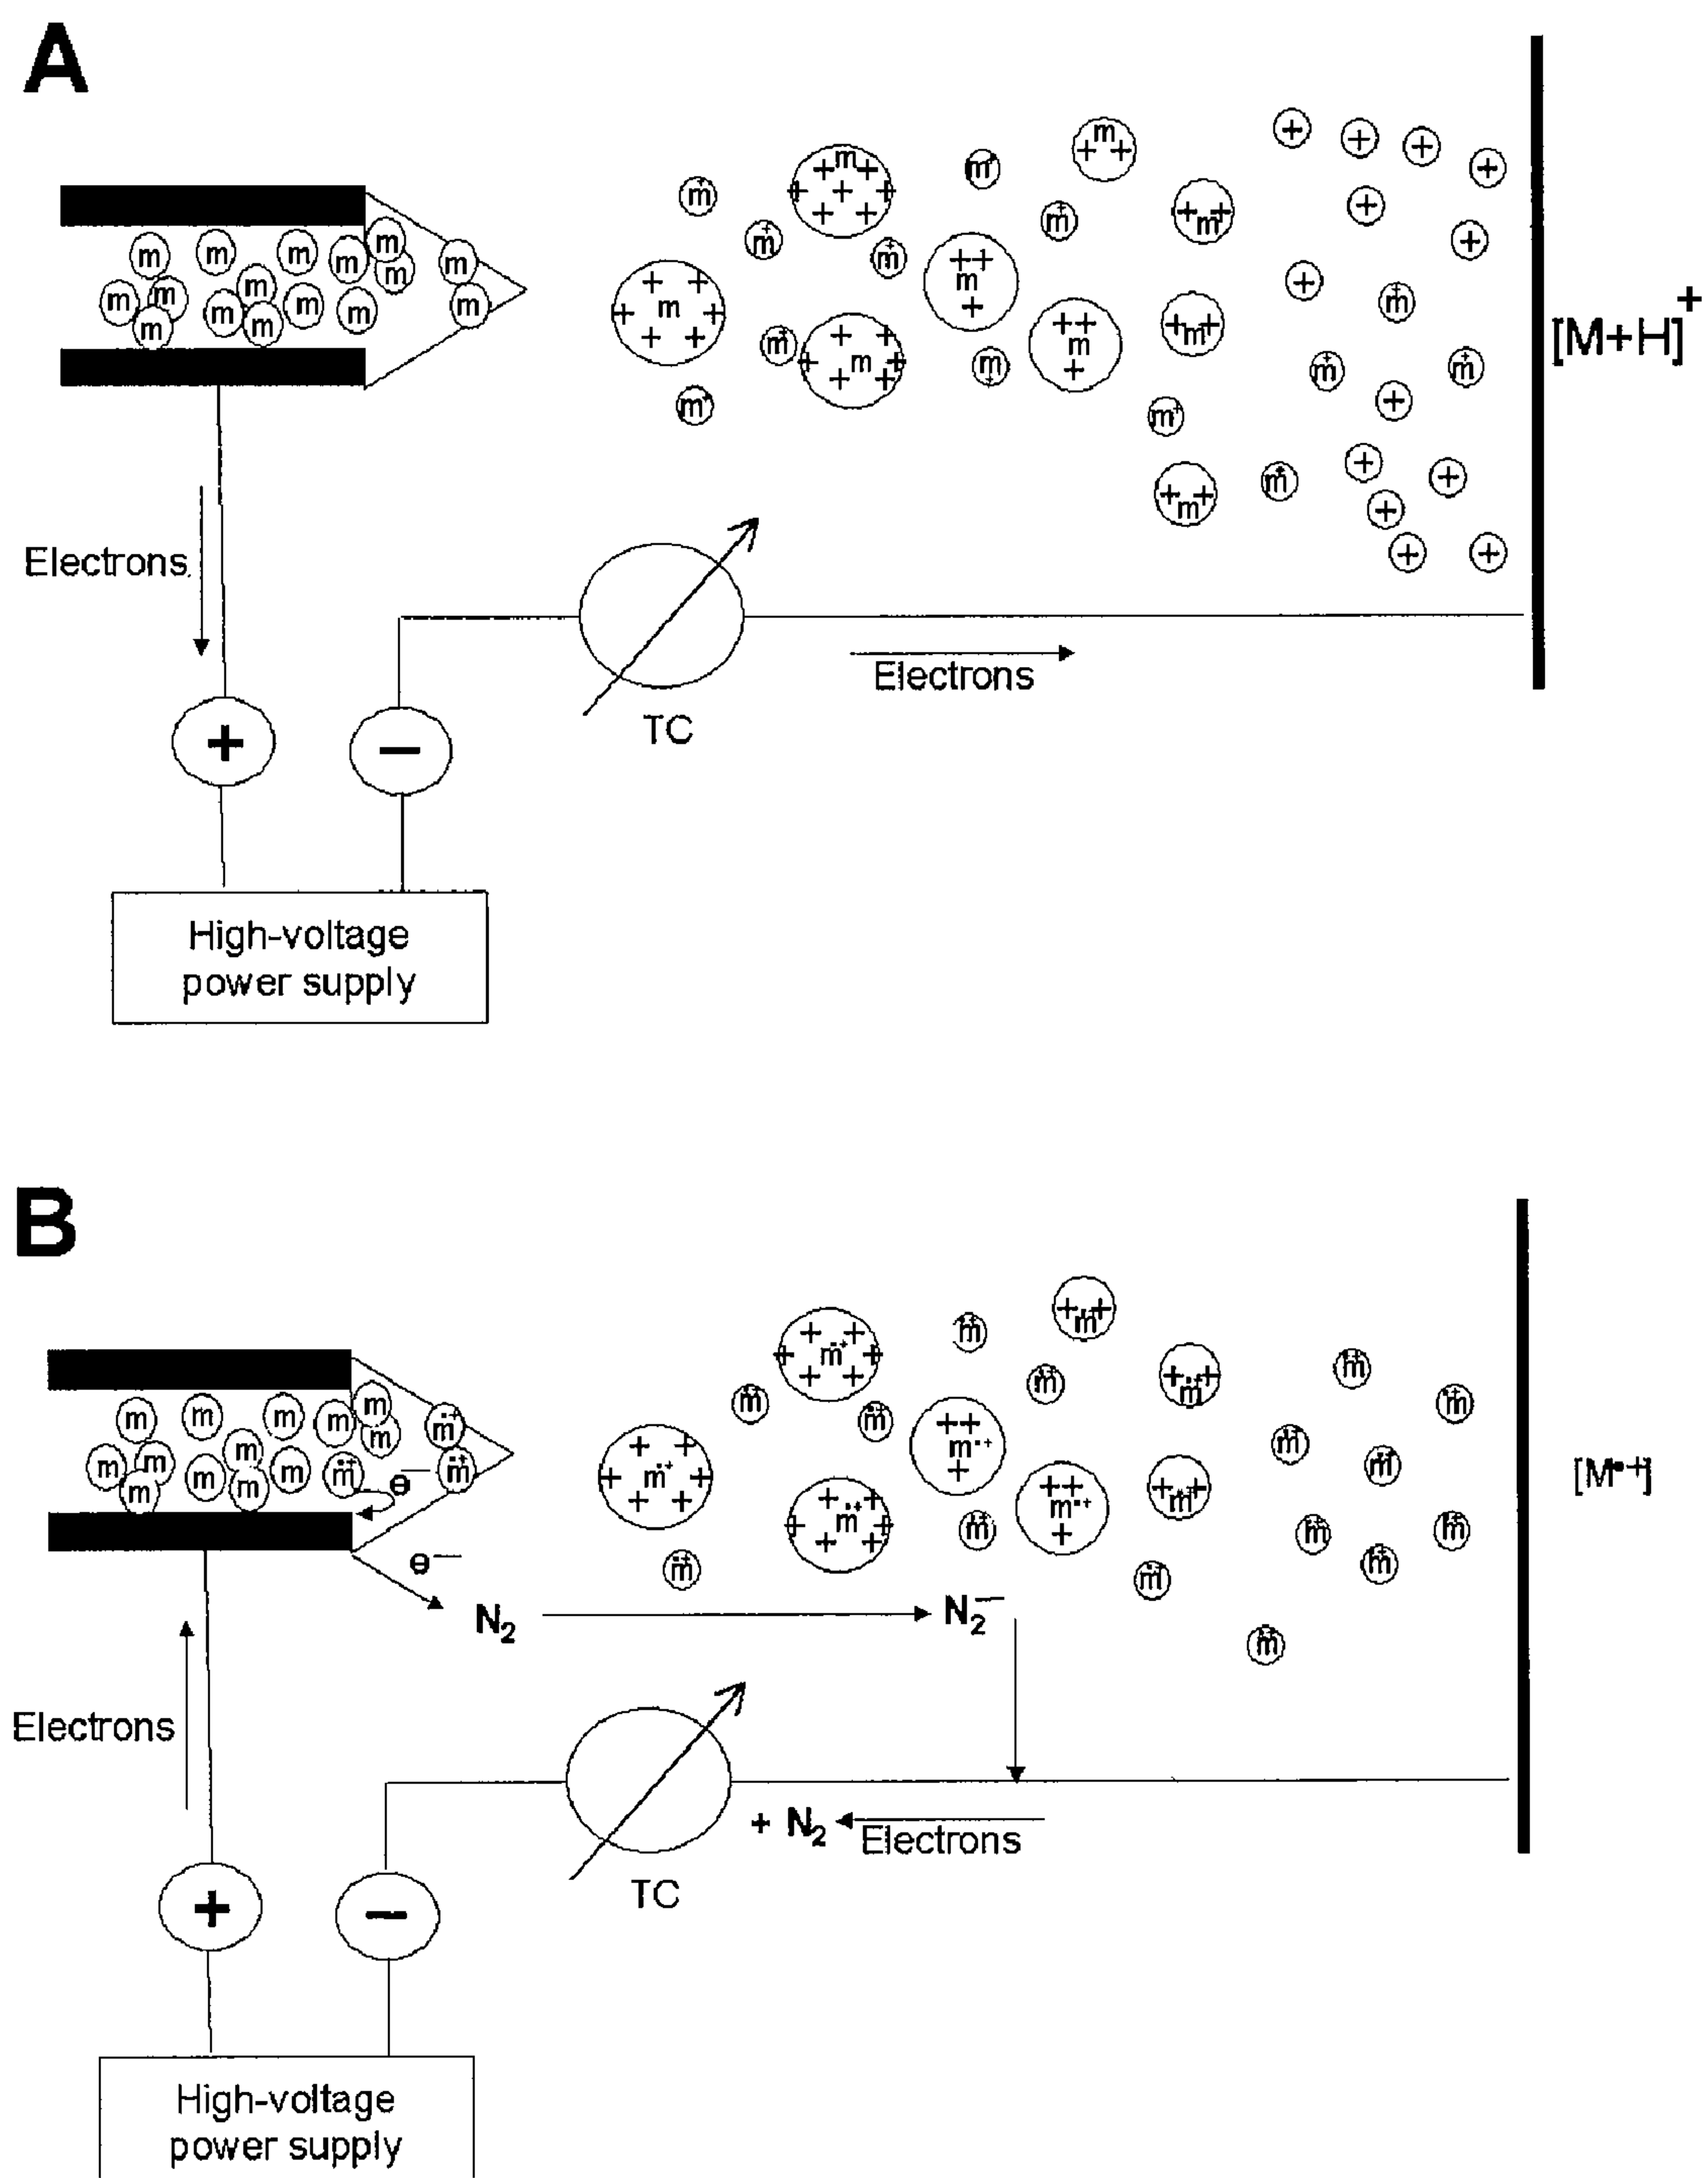 A
m m m m m m m m m m m m m m m m
[M+H]+
Electrons
Electrons
TC
+ −
High-voltage
power supply
B
m m m m m m m m m m m m m
e−
e−
N2 N2−
[M•+]
Electrons
+ N2
Electrons
TC
+ −
High-voltage
power supply